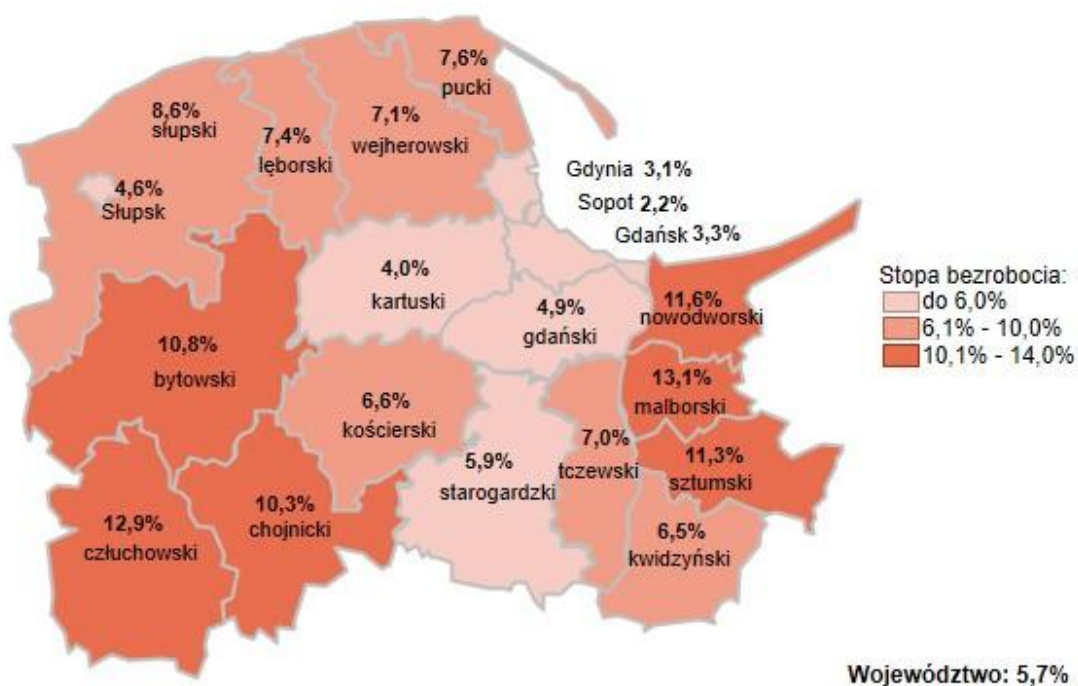 7,6%
pucki
8,6%
słupski
7,4%
lęborski
7,1%
wejherowski
Gdynia 3,1%
Sopot 2,2%
Gdańsk 3,3%
4,6%
Słupsk
4,0%
kartuski
4,9%
gdański
11,6%
nowodworski
Stopa bezrobocia:
do 6,0%
6,1% - 10,0%
10,1% - 14,0%
10,8%
bytowski
6,6%
kościerski
13,1%
malborski
7,0%
tczewski
5,9%
starogardzki
11,3%
sztumski
12,9%
człuchowski
10,3%
chojnicki
6,5%
kwidzyński
Województwo: 5,7%